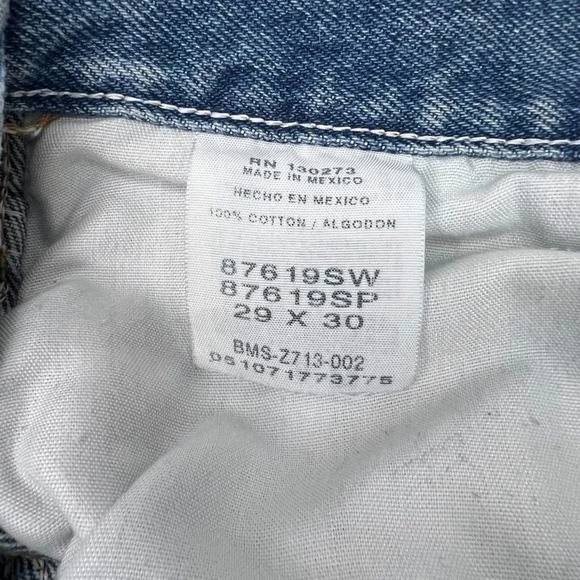 RN 130273
MADE IN MEXICO
HECHO EN MEXICO
100% COTTON / ALGODON
87619SW
87619SP
29 X 30
BMS-Z713-002
051071773775